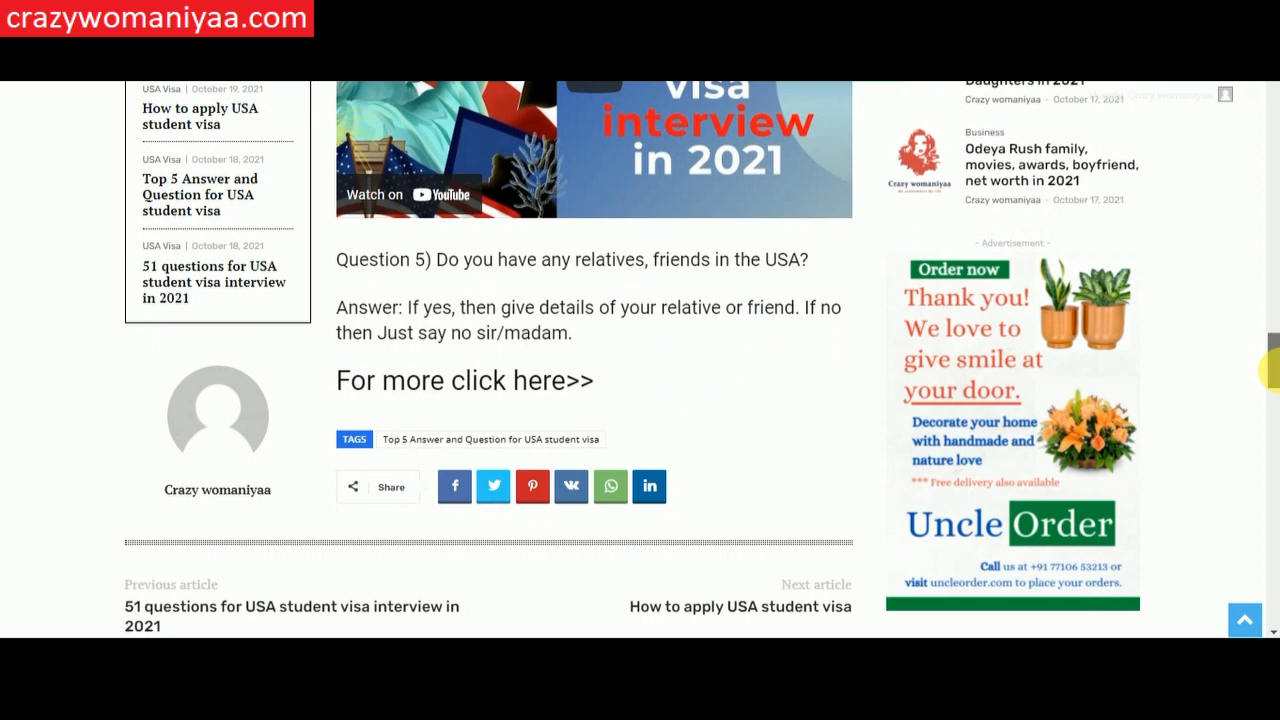 crazywomaniyaa.com
USA Visa | October 19, 2021
How to apply USA
student visa
USA Visa | October 18, 2021
Top 5 Answer and
Question for USA
student visa
USA Visa | October 18, 2021
51 questions for USA
student visa interview
in 2021
Crazy womaniyaa
visa
interview
in 2021
Watch on YouTube
Question 5) Do you have any relatives, friends in the USA?
Answer: If yes, then give details of your relative or friend. If no
then Just say no sir/madam.
For more click here>>
TAGS Top 5 Answer and Question for USA student visa
Share
Previous article
51 questions for USA student visa interview in
2021
Next article
How to apply USA student visa
Daughters in 2021
Crazy womaniyaa - October 17, 2021
Crazy womaniyaa
Business
Odeya Rush family,
movies, awards, boyfriend,
net worth in 2021
Crazy womaniyaa - October 17, 2021
- Advertisement -
Order now
Thank you!
We love to
give smile at
your door.
Decorate your home
with handmade and
nature love
*** Free delivery also available
Uncle Order
Call us at +91 77106 53213 or
visit uncleorder.com to place your orders.